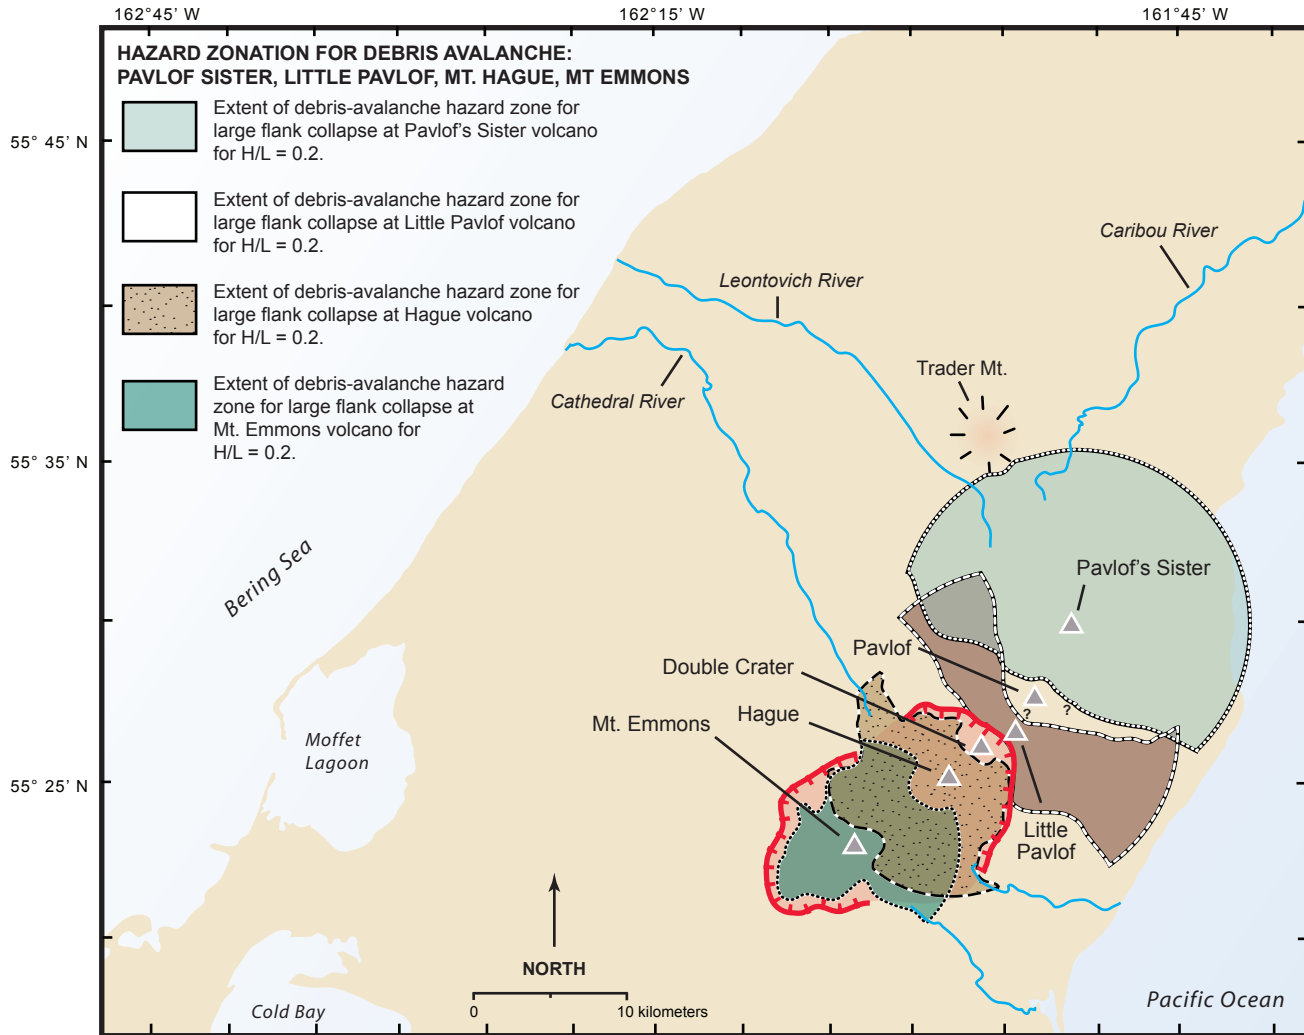 162° 45' W
162° 15' W
161° 45' W
HAZARD ZONATION FOR DEBRIS AVALANCHE:
PAVLOF SISTER, LITTLE PAVLOF, MT. HAGUE, MT EMMONS
Extent of debris-avalanche hazard zone for
large flank collapse at Pavlof's Sister volcano
for H/L = 0.2.
Extent of debris-avalanche hazard zone for
large flank collapse at Little Pavlof volcano
for H/L = 0.2.
Extent of debris-avalanche hazard zone for
large flank collapse at Hague volcano
for H/L = 0.2.
Extent of debris-avalanche hazard
zone for large flank collapse at
Mt. Emmons volcano for
H/L = 0.2.
55° 45' N
55° 35' N
55° 25' N
Caribou River
Leontovich River
Trader Mt.
Cathedral River
Bering Sea
Pavlof's Sister
Pavlof
Double Crater
Hague
Mt. Emmons
? ?
Moffet
Lagoon
Little
Pavlof
NORTH
0 10 kilometers
Cold Bay
Pacific Ocean